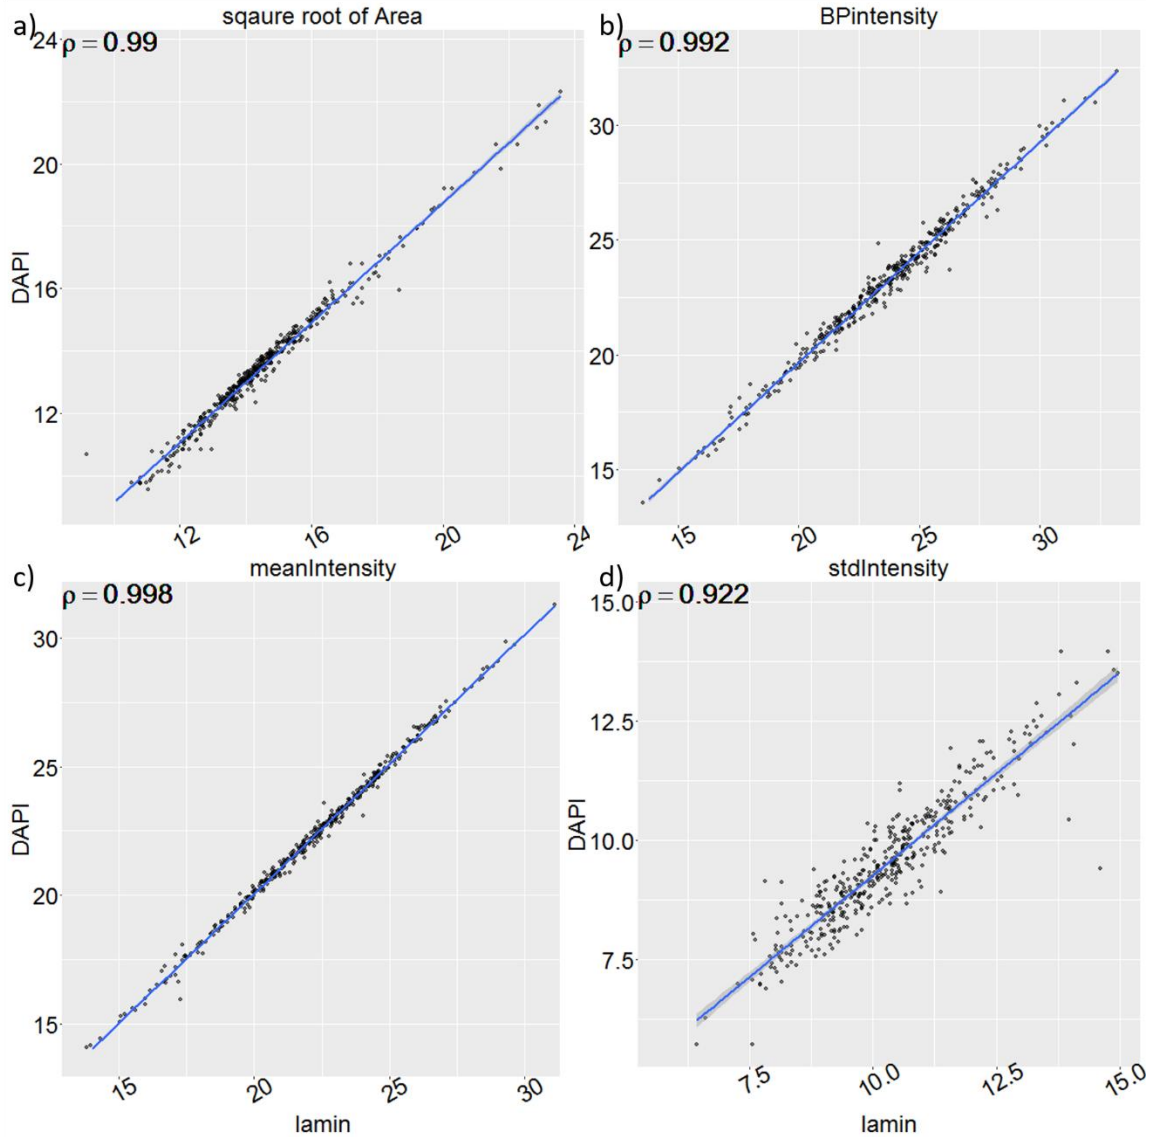 a) sqaure root of Area
ρ = 0.99
24
20
16
12
DAPI
12 16 20 24
b) BPintensity
ρ = 0.992
30
25
20
15
15 20 25 30
c) meanIntensity
ρ = 0.998
30
25
20
15
DAPI
15 20 25 30
lamin
d) stdIntensity
ρ = 0.922
15.0
12.5
10.0
7.5
DAPI
7.5 10.0 12.5 15.0
lamin